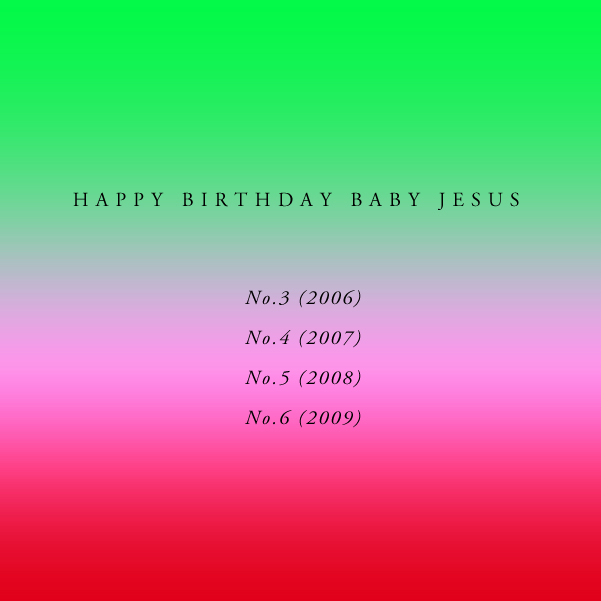 HAPPY BIRTHDAY BABY JESUS
No.3 (2006)
No.4 (2007)
No.5 (2008)
No.6 (2009)